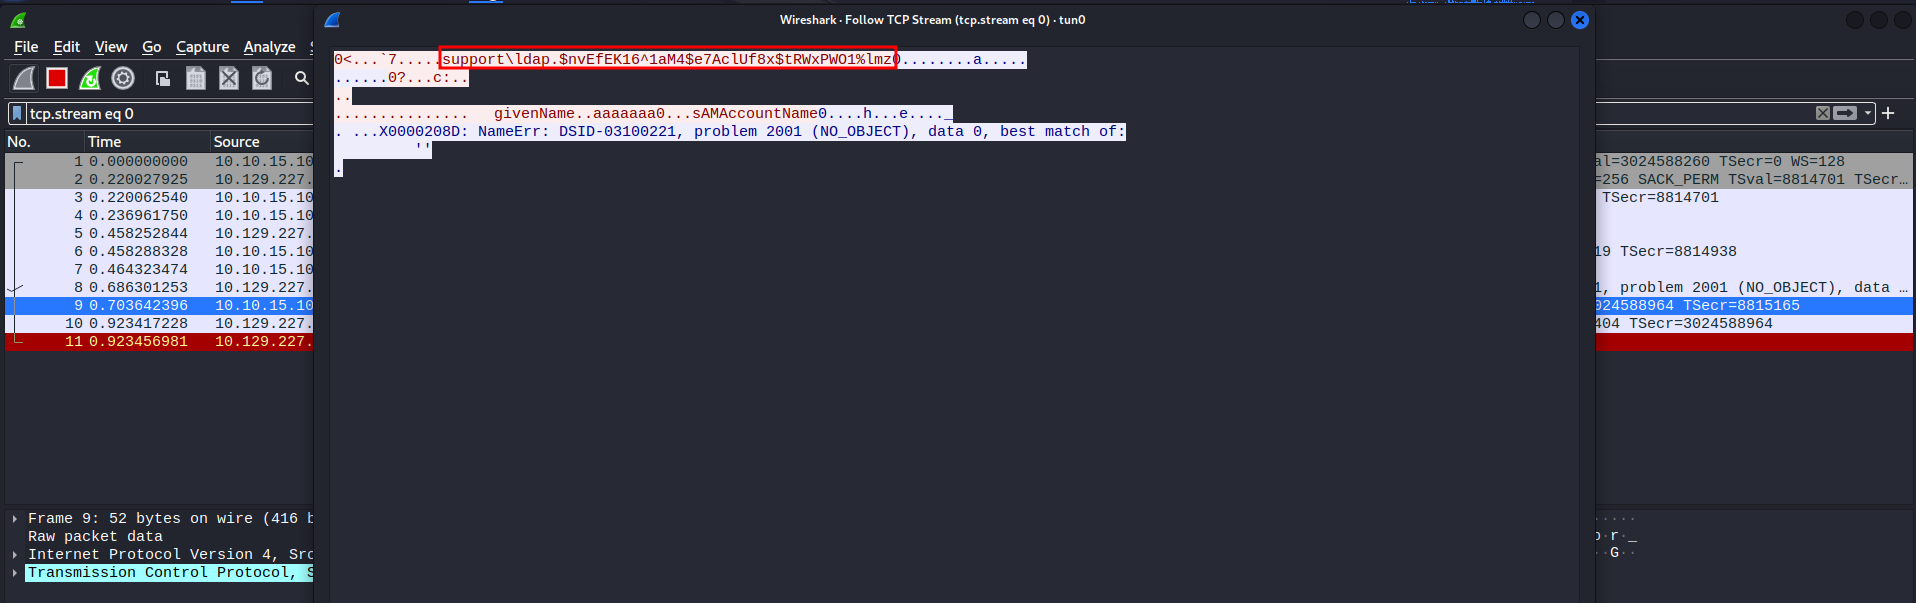 Wireshark · Follow TCP Stream (tcp.stream eq 0) · tun0
File Edit View Go Capture Analyze
tcp.stream eq 0
0<...`7.....support\ldap.$nvEfEK16^1aM4$e7AclUf8x$tRWxPWO1%lmz0........a.....
......0?...c:..
..
............... givenName..aaaaaaa0...sAMAccountName0....h...e...._
. ...X0000208D: NameErr: DSID-03100221, problem 2001 (NO_OBJECT), data 0, best match of:
''
.
No. Time Source
1 0.000000000 10.10.15.10 al=3024588260 TSecr=0 WS=128
2 0.220027925 10.129.227. =256 SACK_PERM TSval=8814701 TSecr…
3 0.220062540 10.10.15.10 TSecr=8814701
4 0.236961750 10.10.15.10
5 0.458252844 10.129.227.
6 0.458288328 10.10.15.10 19 TSecr=8814938
7 0.464323474 10.10.15.10
8 0.686301253 10.129.227. 1, problem 2001 (NO_OBJECT), data …
9 0.703642396 10.10.15.10 024588964 TSecr=8815165
10 0.923417228 10.129.227. 404 TSecr=3024588964
11 0.923456981 10.129.227.
Frame 9: 52 bytes on wire (416 b
Raw packet data
Internet Protocol Version 4, Src
Transmission Control Protocol, S
·····
p·r·_
··G··